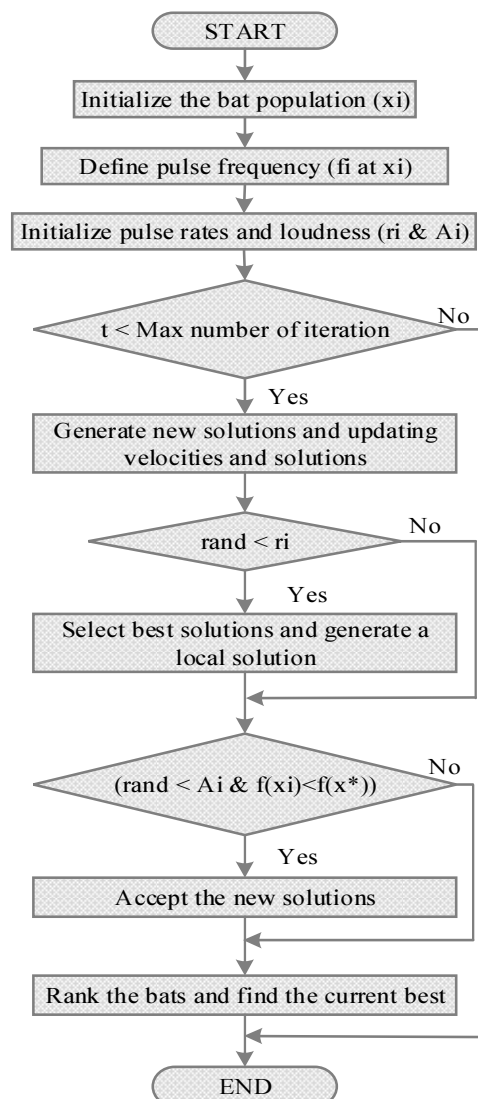 START
Initialize the bat population (xi)
Define pulse frequency (fi at xi)
Initialize pulse rates and loudness (ri & Ai)
t < Max number of iteration
No
Yes
Generate new solutions and updating
velocities and solutions
rand < ri
No
Yes
Select best solutions and generate a
local solution
(rand < Ai & f(xi)<f(x*))
No
Yes
Accept the new solutions
Rank the bats and find the current best
END